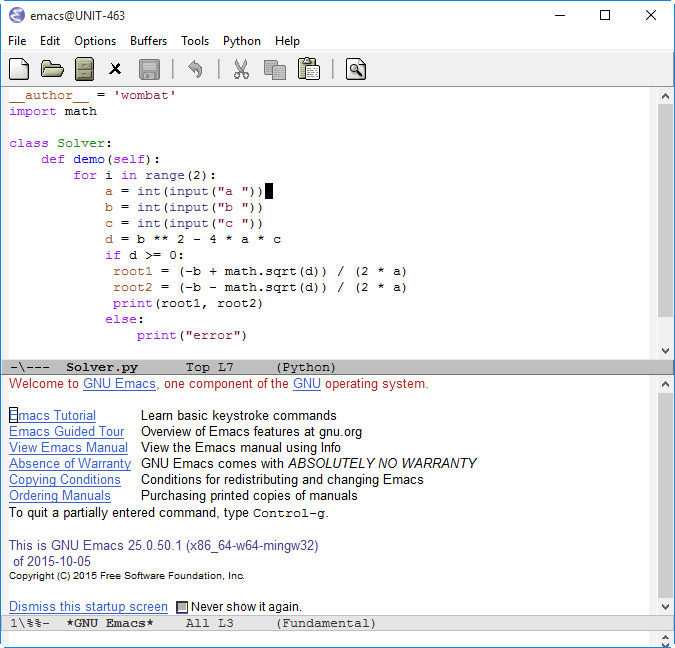 emacs@UNIT-463
File Edit Options Buffers Tools Python Help
__author__ = 'wombat'
import math
class Solver:
    def demo(self):
        for i in range(2):
            a = int(input("a "))
            b = int(input("b "))
            c = int(input("c "))
            d = b ** 2 - 4 * a * c
            if d >= 0:
             root1 = (-b + math.sqrt(d)) / (2 * a)
             root2 = (-b - math.sqrt(d)) / (2 * a)
             print(root1, root2)
            else:
                print("error")
-\--- Solver.py Top L7 (Python)
Welcome to GNU Emacs, one component of the GNU operating system.
Emacs Tutorial Learn basic keystroke commands
Emacs Guided Tour Overview of Emacs features at gnu.org
View Emacs Manual View the Emacs manual using Info
Absence of Warranty GNU Emacs comes with ABSOLUTELY NO WARRANTY
Copying Conditions Conditions for redistributing and changing Emacs
Ordering Manuals Purchasing printed copies of manuals
To quit a partially entered command, type Control-g.
This is GNU Emacs 25.0.50.1 (x86_64-w64-mingw32)
 of 2015-10-05
Copyright (C) 2015 Free Software Foundation, Inc.
Dismiss this startup screen Never show it again.
1\%%- *GNU Emacs* All L3 (Fundamental)